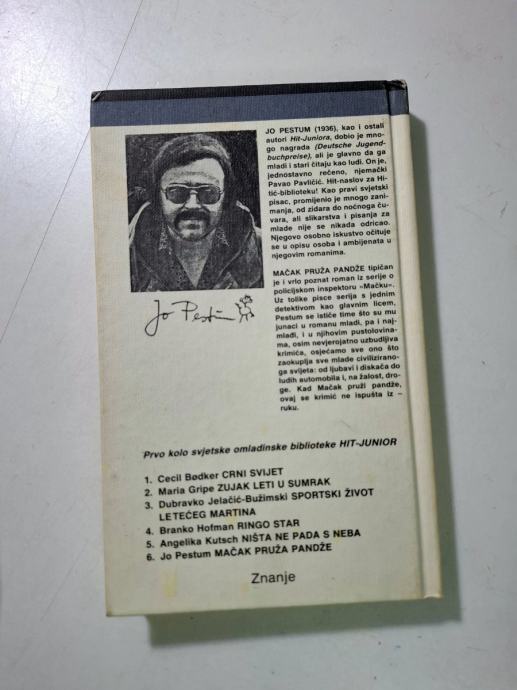 JO PESTUM (1936), kao i ostali
autori Hit-Juniora, dobio je mno-
go nagrada (Deutsche Jugend-
buchpreise), ali je glavno da ga
mladi i stari čitaju kao ludi. On je,
jednostavno rečeno, njemački
Pavao Pavličić. Hit-naslov za Hi-
tić-biblioteku! Kao pravi svjetski
pisac, promijenio je mnogo zani-
manja, od zidara do noćnoga ču-
vara, ali slikarstva i pisanja za
mlade nije se nikada odricao.
Njegovo osobno iskustvo očituje
se u opisu osoba i ambijenata u
njegovim romanima.
MAČAK PRUŽA PANDŽE tipičan
je i vrlo poznat roman iz serije o
policijskom inspektoru »Mačku«.
Uz tolike pisce serija s jednim
detektivom kao glavnim licem,
Pestum se ističe time što su mu
junaci u romanu mladi, pa i naj-
mlađi, i u njihovim pustolovina-
ma, osim nevjerojatno uzbudljiva
krimića, osjećamo sve ono što
zaokuplja sve mlade civilizirano-
ga svijeta: od ljubavi i diskača do
ludih automobila i, na žalost, dro-
ge. Kad Mačak pruži pandže,
ovaj se krimić ne ispušta iz –
ruku.
Jo Pestum
Prvo kolo svjetske omladinske biblioteke HIT-JUNIOR
1. Cecil Bødker CRNI SVIJET
2. Maria Gripe ZUJAK LETI U SUMRAK
3. Dubravko Jelačić-Bužimski SPORTSKI ŽIVOT
LETEĆEG MARTINA
4. Branko Hofman RINGO STAR
5. Angelika Kutsch NIŠTA NE PADA S NEBA
6. Jo Pestum MAČAK PRUŽA PANDŽE
Znanje